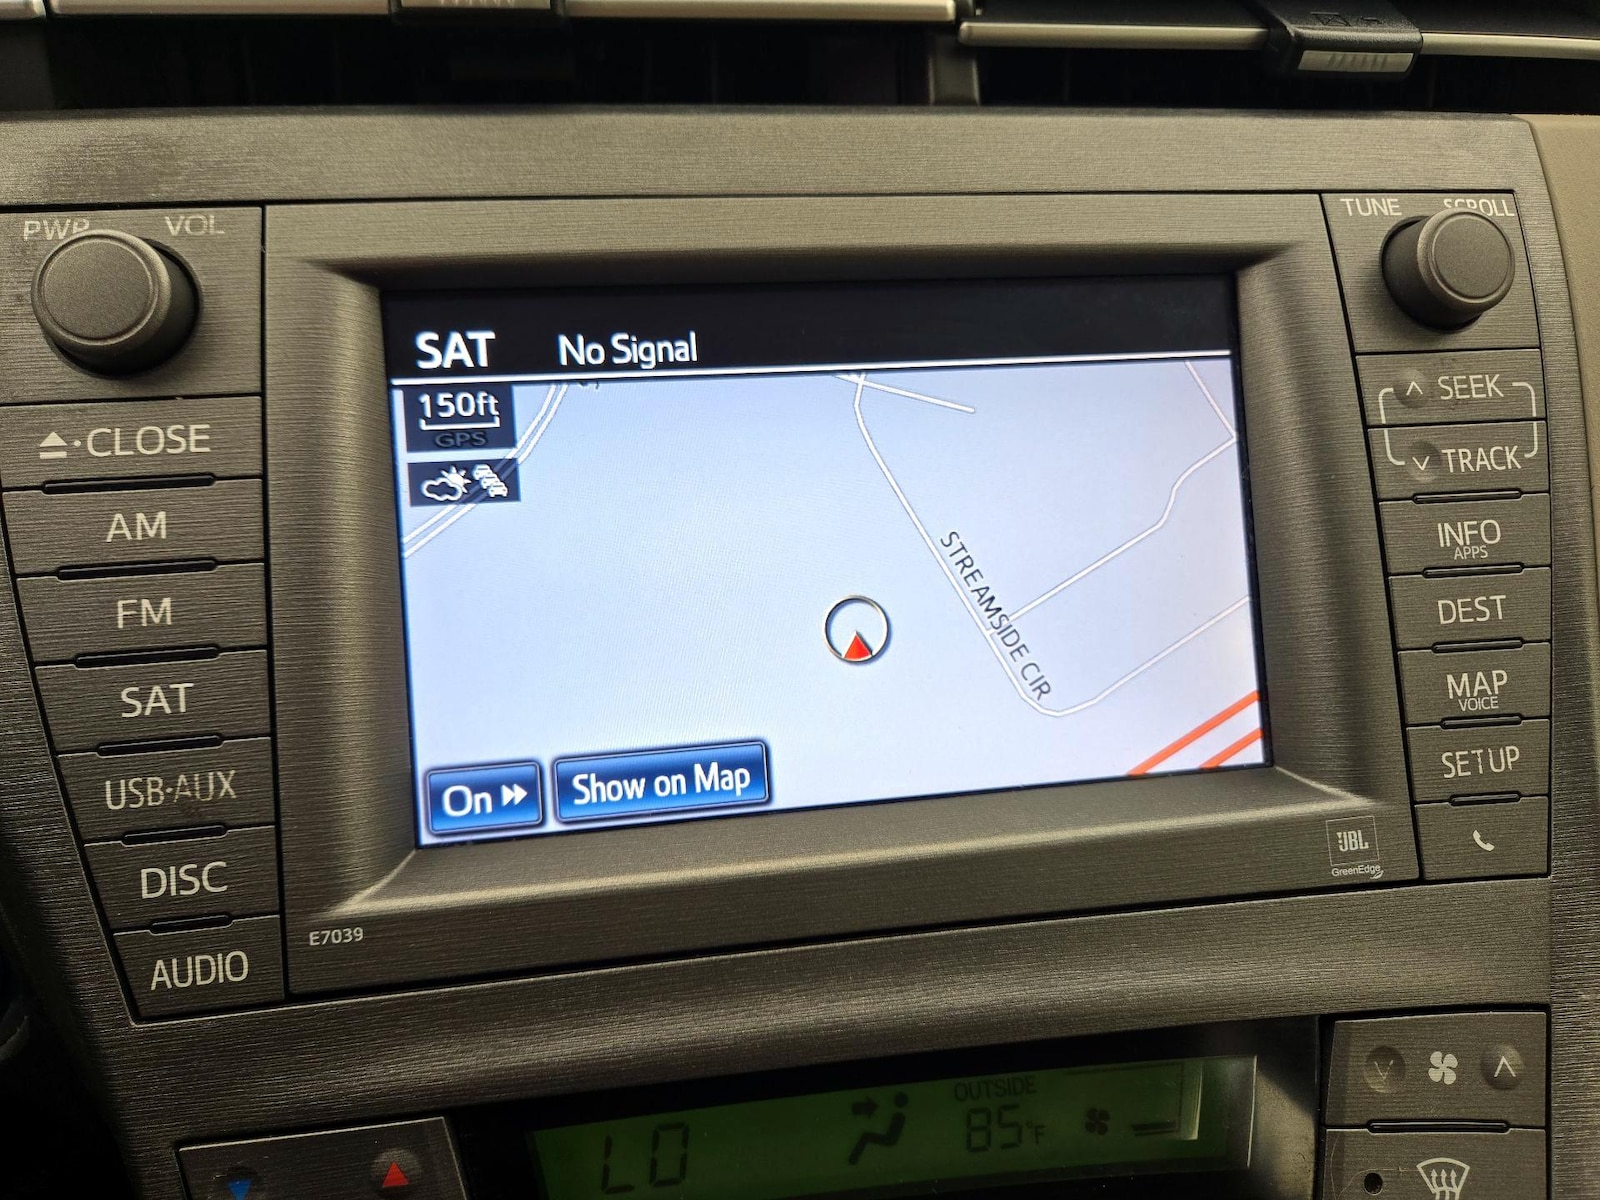 PWR VOL
TUNE SCROLL
SAT No Signal
150ft
GPS
CLOSE
AM
FM
SAT
USB·AUX
DISC
AUDIO
STREAMSIDE CIR
On
Show on Map
SEEK
TRACK
INFO
APPS
DEST
MAP
VOICE
SETUP
JBL
GreenEdge
E7039
OUTSIDE
LO 85°F